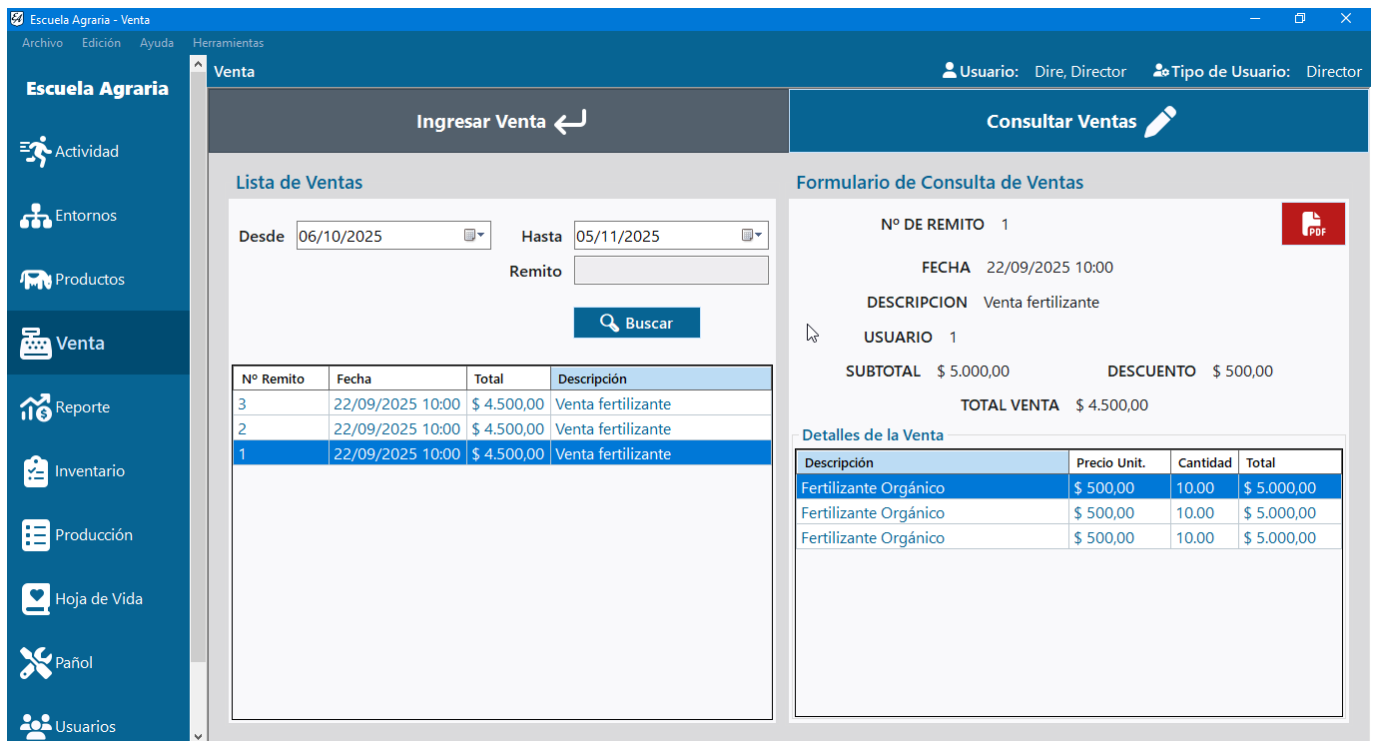 Escuela Agraria - Venta
Archivo Edición Ayuda Herramientas
Escuela Agraria
Actividad
Entornos
Productos
Venta
Reporte
Inventario
Producción
Hoja de Vida
Pañol
Usuarios
Venta
Usuario: Dire, Director Tipo de Usuario: Director
Ingresar Venta
Consultar Ventas
Lista de Ventas
Desde 06/10/2025 Hasta 05/11/2025
Remito
Buscar
Nº Remito Fecha Total Descripción
3 22/09/2025 10:00 $ 4.500,00 Venta fertilizante
2 22/09/2025 10:00 $ 4.500,00 Venta fertilizante
1 22/09/2025 10:00 $ 4.500,00 Venta fertilizante
Formulario de Consulta de Ventas
Nº DE REMITO 1
PDF
FECHA 22/09/2025 10:00
DESCRIPCION Venta fertilizante
USUARIO 1
SUBTOTAL $ 5.000,00 DESCUENTO $ 500,00
TOTAL VENTA $ 4.500,00
Detalles de la Venta
Descripción Precio Unit. Cantidad Total
Fertilizante Orgánico $ 500,00 10.00 $ 5.000,00
Fertilizante Orgánico $ 500,00 10.00 $ 5.000,00
Fertilizante Orgánico $ 500,00 10.00 $ 5.000,00